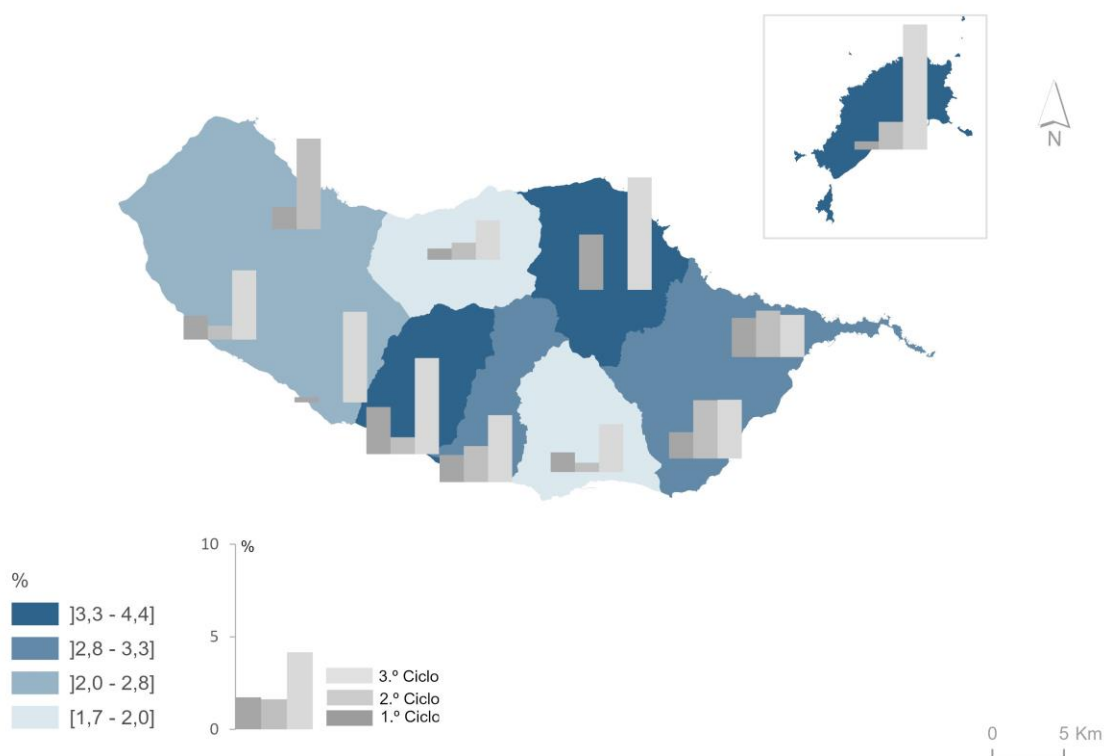 N
%
]3,3 - 4,4]
]2,8 - 3,3]
]2,0 - 2,8]
[1,7 - 2,0]
10
%
5
0
3.º Ciclo
2.º Ciclo
1.º Ciclo
0 5 Km